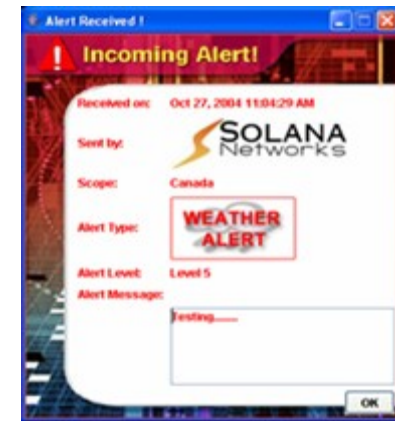 Alert Received !
Incoming Alert!
Received on: Oct 27, 2004 11:04:29 AM
Sent by: SOLANA Networks
Scope: Canada
Alert Type: WEATHER ALERT
Alert Level: Level 5
Alert Message:
Testing.......
OK